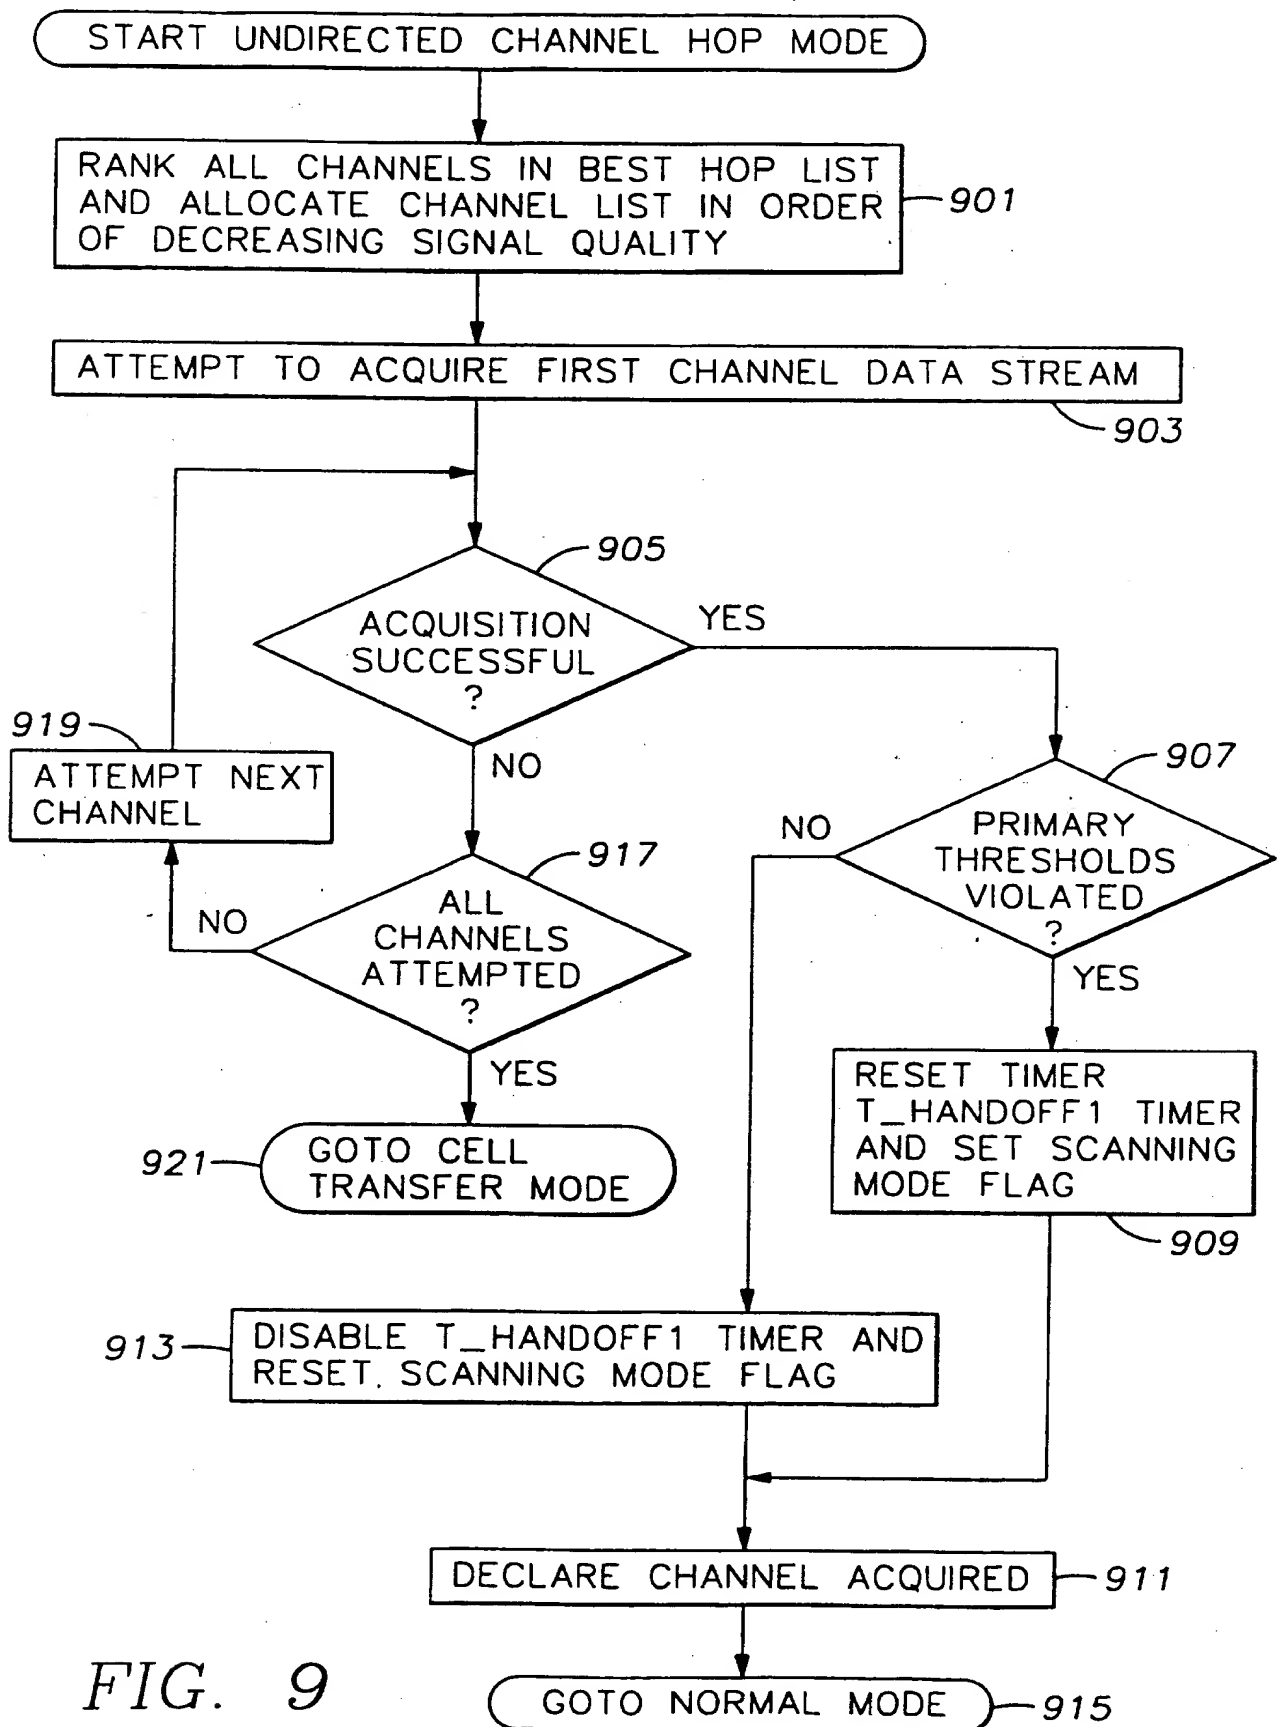 START UNDIRECTED CHANNEL HOP MODE
RANK ALL CHANNELS IN BEST HOP LIST
AND ALLOCATE CHANNEL LIST IN ORDER
OF DECREASING SIGNAL QUALITY
901
ATTEMPT TO ACQUIRE FIRST CHANNEL DATA STREAM
903
905
ACQUISITION
SUCCESSFUL
?
YES
NO
919
ATTEMPT NEXT
CHANNEL
907
PRIMARY
THRESHOLDS
VIOLATED
?
NO
YES
917
ALL
CHANNELS
ATTEMPTED
?
NO
YES
921
GOTO CELL
TRANSFER MODE
RESET TIMER
T_HANDOFF1 TIMER
AND SET SCANNING
MODE FLAG
909
913
DISABLE T_HANDOFF1 TIMER AND
RESET. SCANNING MODE FLAG
DECLARE CHANNEL ACQUIRED
911
GOTO NORMAL MODE
915
FIG. 9